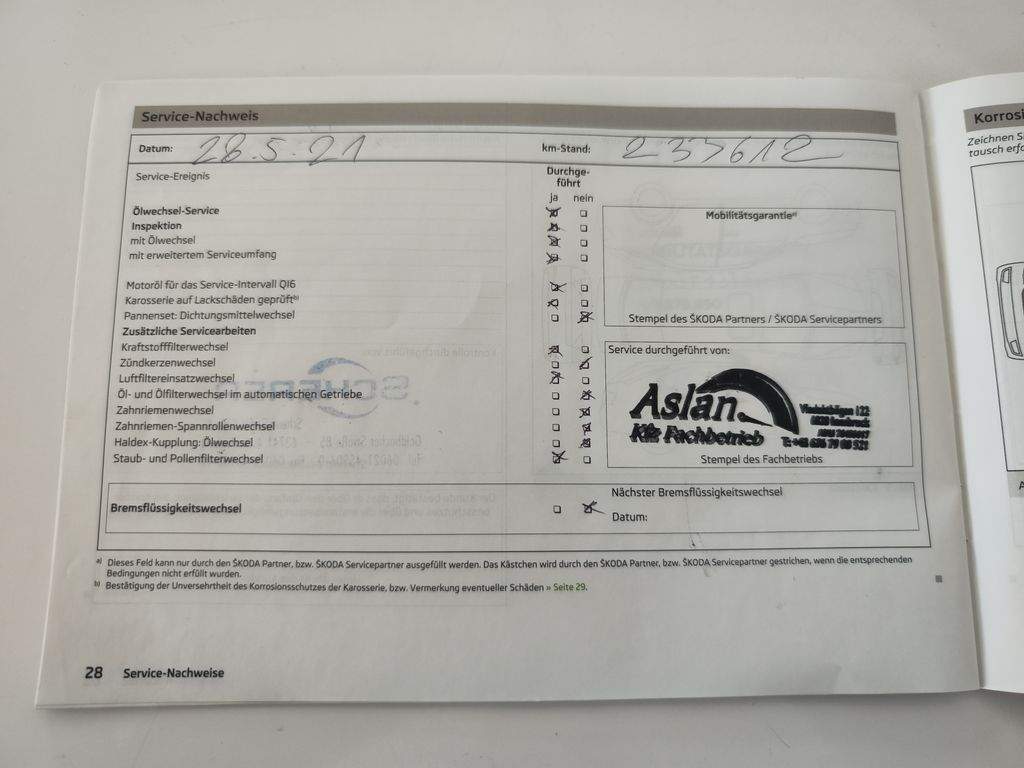 Service-Nachweis
Korrosi
Datum: 28.5.21 km-Stand: 233612
Zeichnen S
tausch erfo
Service-Ereignis
Durchge-
führt
ja nein
Ölwechsel-Service
Inspektion
mit Ölwechsel
mit erweitertem Serviceumfang
Mobilitätsgarantie a)
Motoröl für das Service-Intervall QI6
Karosserie auf Lackschäden geprüft b)
Pannenset: Dichtungsmittelwechsel
Stempel des ŠKODA Partners / ŠKODA Servicepartners
Zusätzliche Servicearbeiten
Kraftstofffilterwechsel
Zündkerzenwechsel
Luftfiltereinsatzwechsel
Öl- und Ölfilterwechsel im automatischen Getriebe
Zahnriemenwechsel
Zahnriemen-Spannrollenwechsel
Haldex-Kupplung: Ölwechsel
Staub- und Pollenfilterwechsel
Service durchgeführt von:
Aslan
Kfz Fachbetrieb
Stempel des Fachbetriebs
Bremsflüssigkeitswechsel
Nächster Bremsflüssigkeitswechsel
Datum:
a) Dieses Feld kann nur durch den ŠKODA Partner, bzw. ŠKODA Servicepartner ausgefüllt werden. Das Kästchen wird durch den ŠKODA Partner, bzw. ŠKODA Servicepartner gestrichen, wenn die entsprechenden
Bedingungen nicht erfüllt wurden.
b) Bestätigung der Unversehrtheit des Korrosionsschutzes der Karosserie, bzw. Vermerkung eventueller Schäden » Seite 29.
28 Service-Nachweise